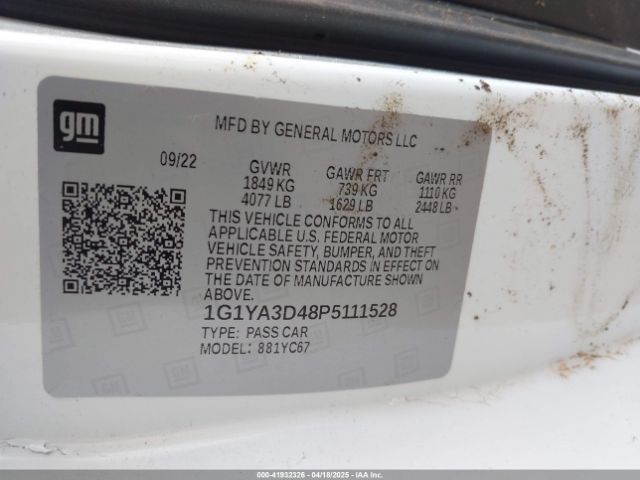 gm
MFD BY GENERAL MOTORS LLC
09/22
GVWR GAWR FRT GAWR RR
1849 KG 739 KG 1110 KG
4077 LB 1629 LB 2448 LB
THIS VEHICLE CONFORMS TO ALL
APPLICABLE U.S. FEDERAL MOTOR
VEHICLE SAFETY, BUMPER, AND THEFT
PREVENTION STANDARDS IN EFFECT ON
THE DATE OF MANUFACTURE SHOWN
ABOVE.
1G1YA3D48P5111528
TYPE: PASS CAR
MODEL: 881YC67
000-41932326 - 04/18/2025 - IAAI